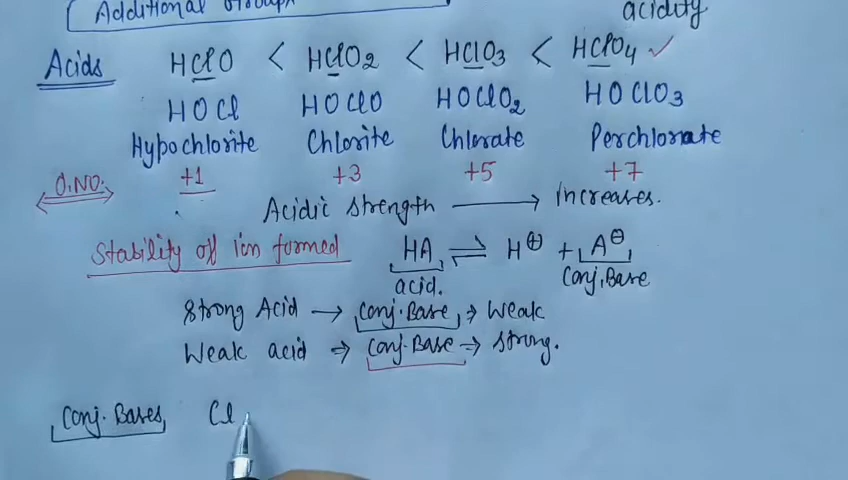 Additional Group
acidity
Acids HClO < HClO2 < HClO3 < HClO4 ✓
HOCl HOClO HOClO2 HOClO3
Hypochlorite Chlorite Chlorate Perchlorate
O.NO. +1 +3 +5 +7
Acidic strength → increases.
Stability of ion formed HA ⇌ H⊕ + A⊖
acid. Conj.Base
Strong Acid → Conj.Base → Weak
Weak acid → Conj.Base → strong.
Conj. Bases Cl